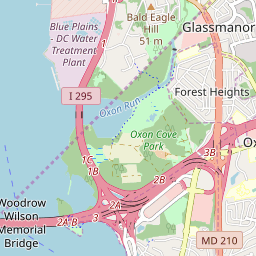 Bald Eagle
Hill
51 m
Glassmanor
Blue Plains -
DC Water
Treatment
Plant
I 295
Oxon Run
Forest Heights
Oxon Cove
Park
3B
Ox
1C
1B
2B
2A
2A B
3
Woodrow
Wilson
Memorial
Bridge
MD 210